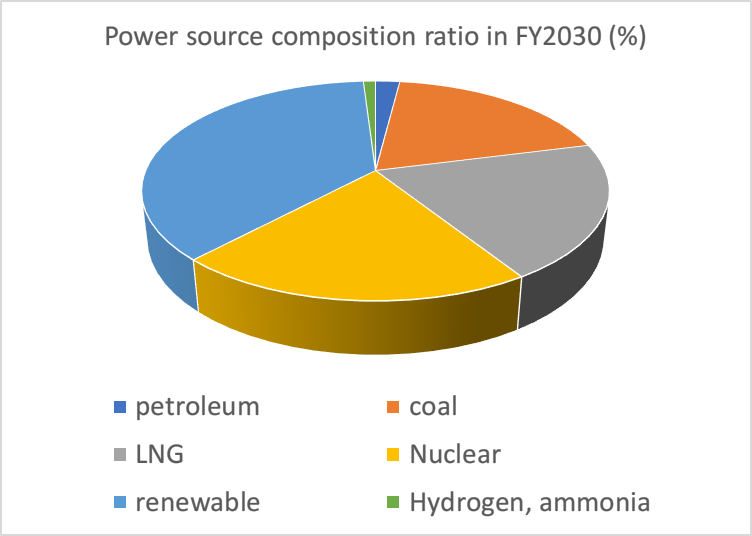 Power source composition ratio in FY2030 (%)
petroleum
coal
LNG
Nuclear
renewable
Hydrogen, ammonia